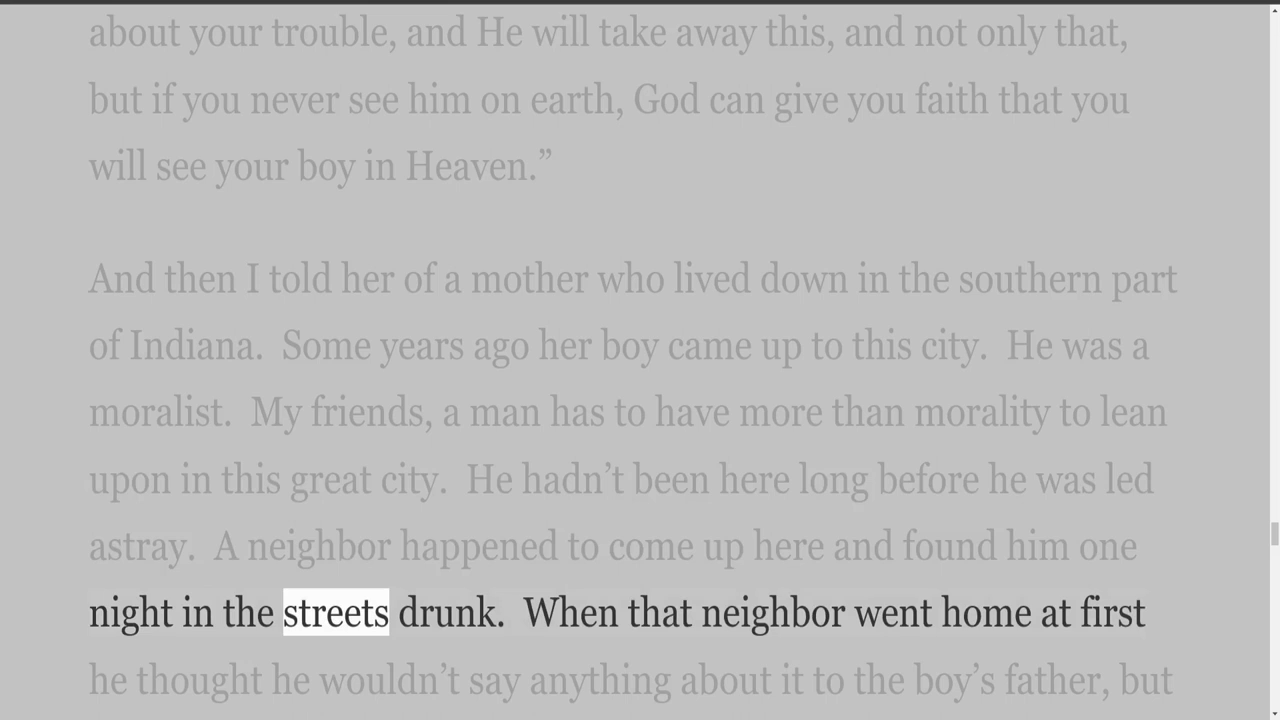 about your trouble, and He will take away this, and not only that,
but if you never see him on earth, God can give you faith that you
will see your boy in Heaven.”
And then I told her of a mother who lived down in the southern part
of Indiana.  Some years ago her boy came up to this city.  He was a
moralist.  My friends, a man has to have more than morality to lean
upon in this great city.  He hadn’t been here long before he was led
astray.  A neighbor happened to come up here and found him one
night in the streets drunk.  When that neighbor went home at first
he thought he wouldn’t say anything about it to the boy’s father, but